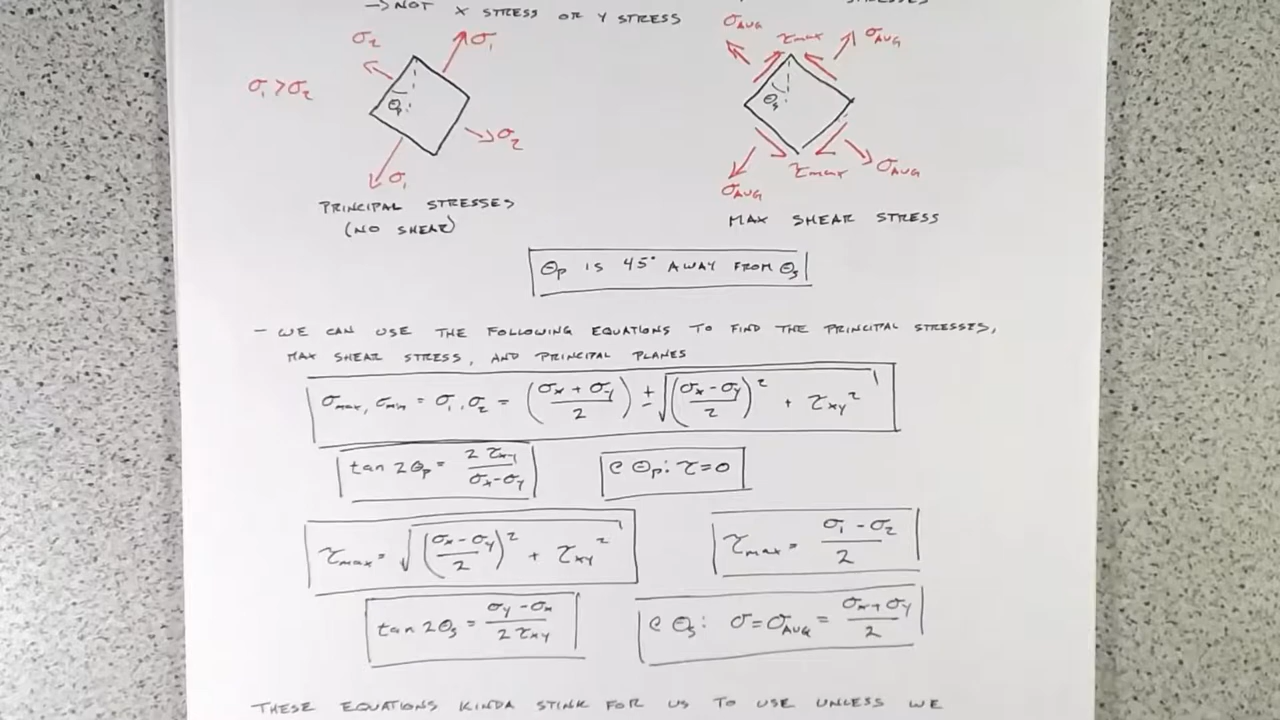 → NOT X STRESS OR Y STRESS
σ₂
σ₁
σ₁ > σ₂
θp
σ₂
σ₁
PRINCIPAL STRESSES
(NO SHEAR)
STRESSES
σAVG
τmax
σAVG
θs
σAVG
τmax
σAVG
MAX SHEAR STRESS
θp IS 45° AWAY FROM θs
- WE CAN USE THE FOLLOWING EQUATIONS TO FIND THE PRINCIPAL STRESSES,
MAX SHEAR STRESS, AND PRINCIPAL PLANES
σmax, σmin = σ₁, σ₂ = ((σx + σy)/2) ± √(((σx - σy)/2)² + τxy²)
tan 2θp = 2τxy/(σx - σy)
@ θp: τ = 0
τmax = √(((σx - σy)/2)² + τxy²)
τmax = (σ₁ - σ₂)/2
tan 2θs = (σy - σx)/(2τxy)
@ θs: σ = σAVG = (σx + σy)/2
THESE EQUATIONS KINDA STINK FOR US TO USE UNLESS WE